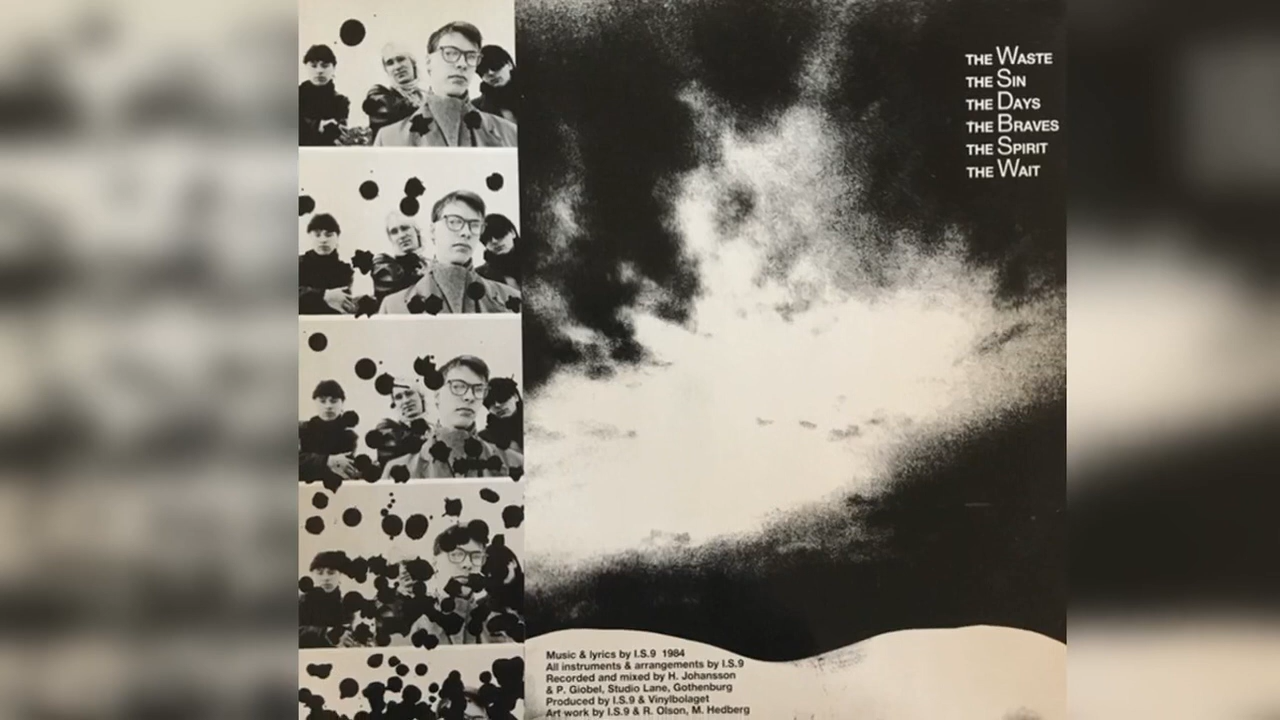 THE WASTE
THE SIN
THE DAYS
THE BRAVES
THE SPIRIT
THE WAIT
Music & lyrics by I.S.9 1984
All instruments & arrangements by I.S.9
Recorded and mixed by H. Johansson
& P. Giobel, Studio Lane, Gothenburg
Produced by I.S.9 & Vinylbolaget
Art work by I.S.9 & R. Olson, M. Hedberg